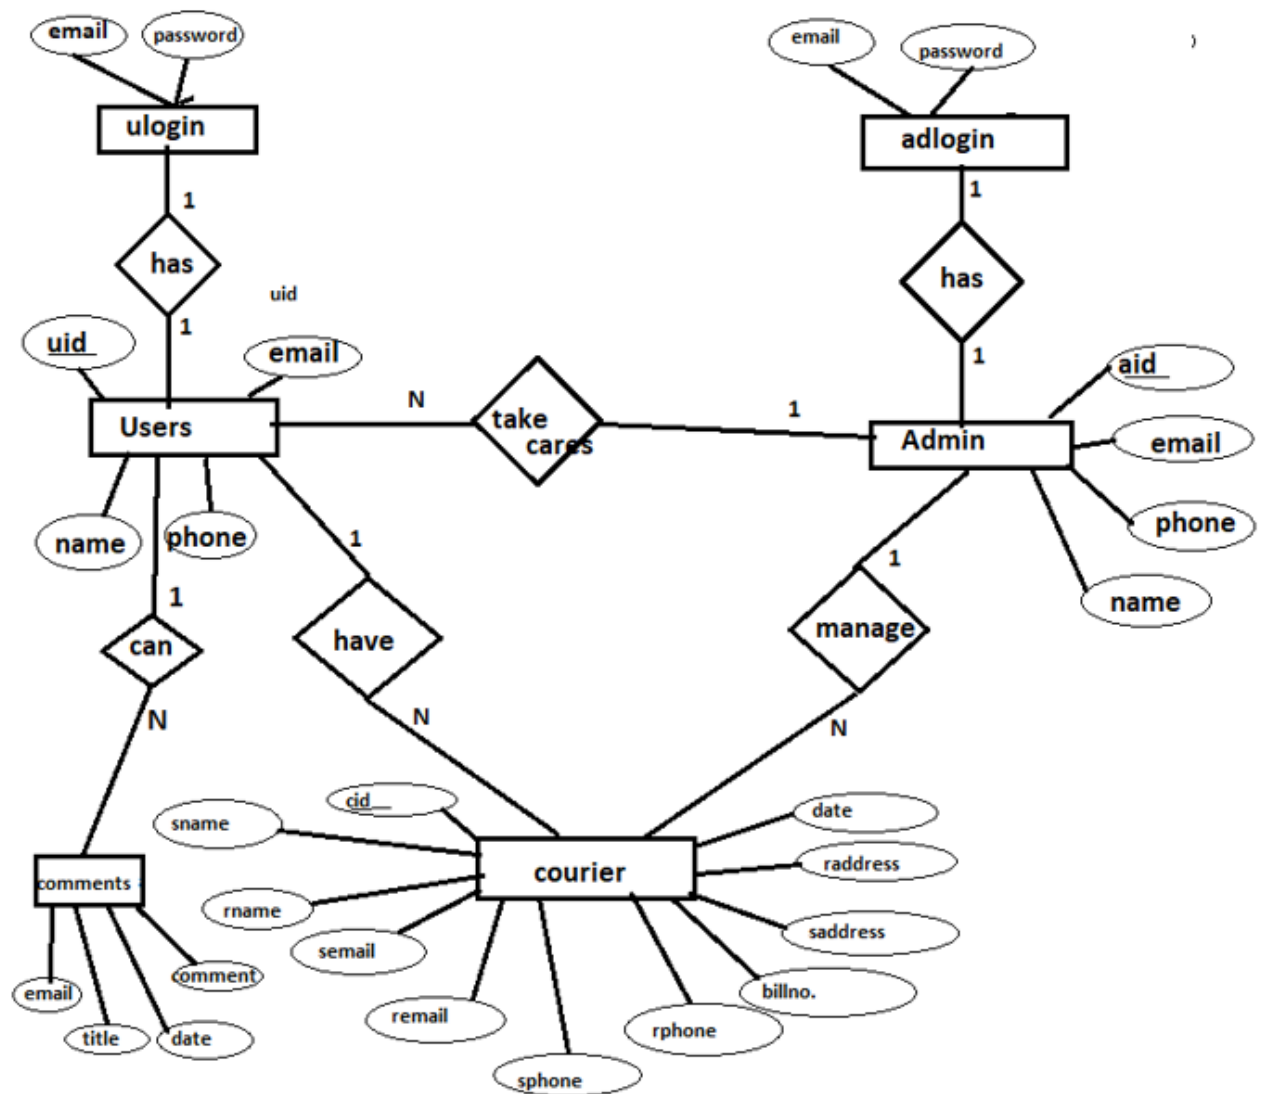 email
password
email
password
)
ulogin
adlogin
1
1
has
has
uid
1
1
uid
email
aid
N
take
cares
1
Users
Admin
email
name
phone
phone
1
1
name
1
can
have
manage
N
N
N
cid
date
sname
raddress
courier
comments
rname
saddress
semail
comment
email
billno.
remail
rphone
title
date
sphone